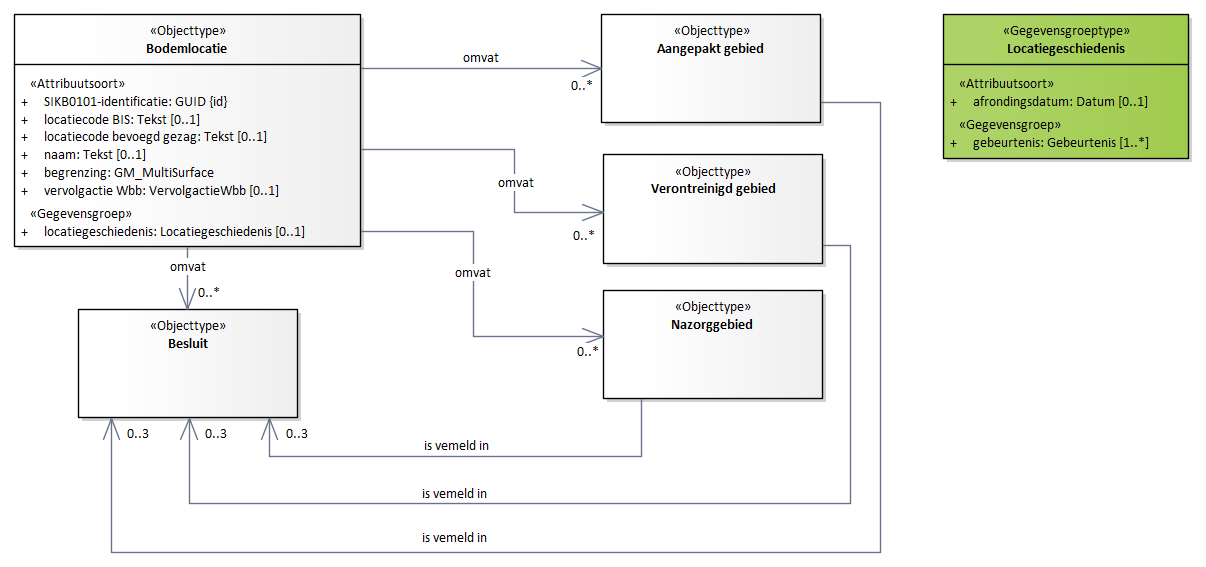 «Objecttype»
Bodemlocatie
«Attribuutsoort»
+ SIKB0101-identificatie: GUID {id}
+ locatiecode BIS: Tekst [0..1]
+ locatiecode bevoegd gezag: Tekst [0..1]
+ naam: Tekst [0..1]
+ begrenzing: GM_MultiSurface
+ vervolgactie Wbb: VervolgactieWbb [0..1]
«Gegevensgroep»
+ locatiegeschiedenis: Locatiegeschiedenis [0..1]
omvat
0..*
«Objecttype»
Aangepakt gebied
«Gegevensgroeptype»
Locatiegeschiedenis
«Attribuutsoort»
+ afrondingsdatum: Datum [0..1]
«Gegevensgroep»
+ gebeurtenis: Gebeurtenis [1..*]
omvat
0..*
«Objecttype»
Verontreinigd gebied
omvat
0..*
«Objecttype»
Nazorggebied
omvat
0..*
«Objecttype»
Besluit
0..3
0..3
0..3
is vemeld in
is vemeld in
is vemeld in